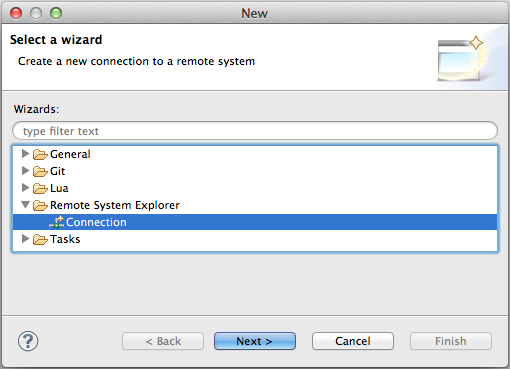 New
Select a wizard
Create a new connection to a remote system
Wizards:
type filter text
General
Git
Lua
Remote System Explorer
Connection
Tasks
?
< Back
Next >
Cancel
Finish